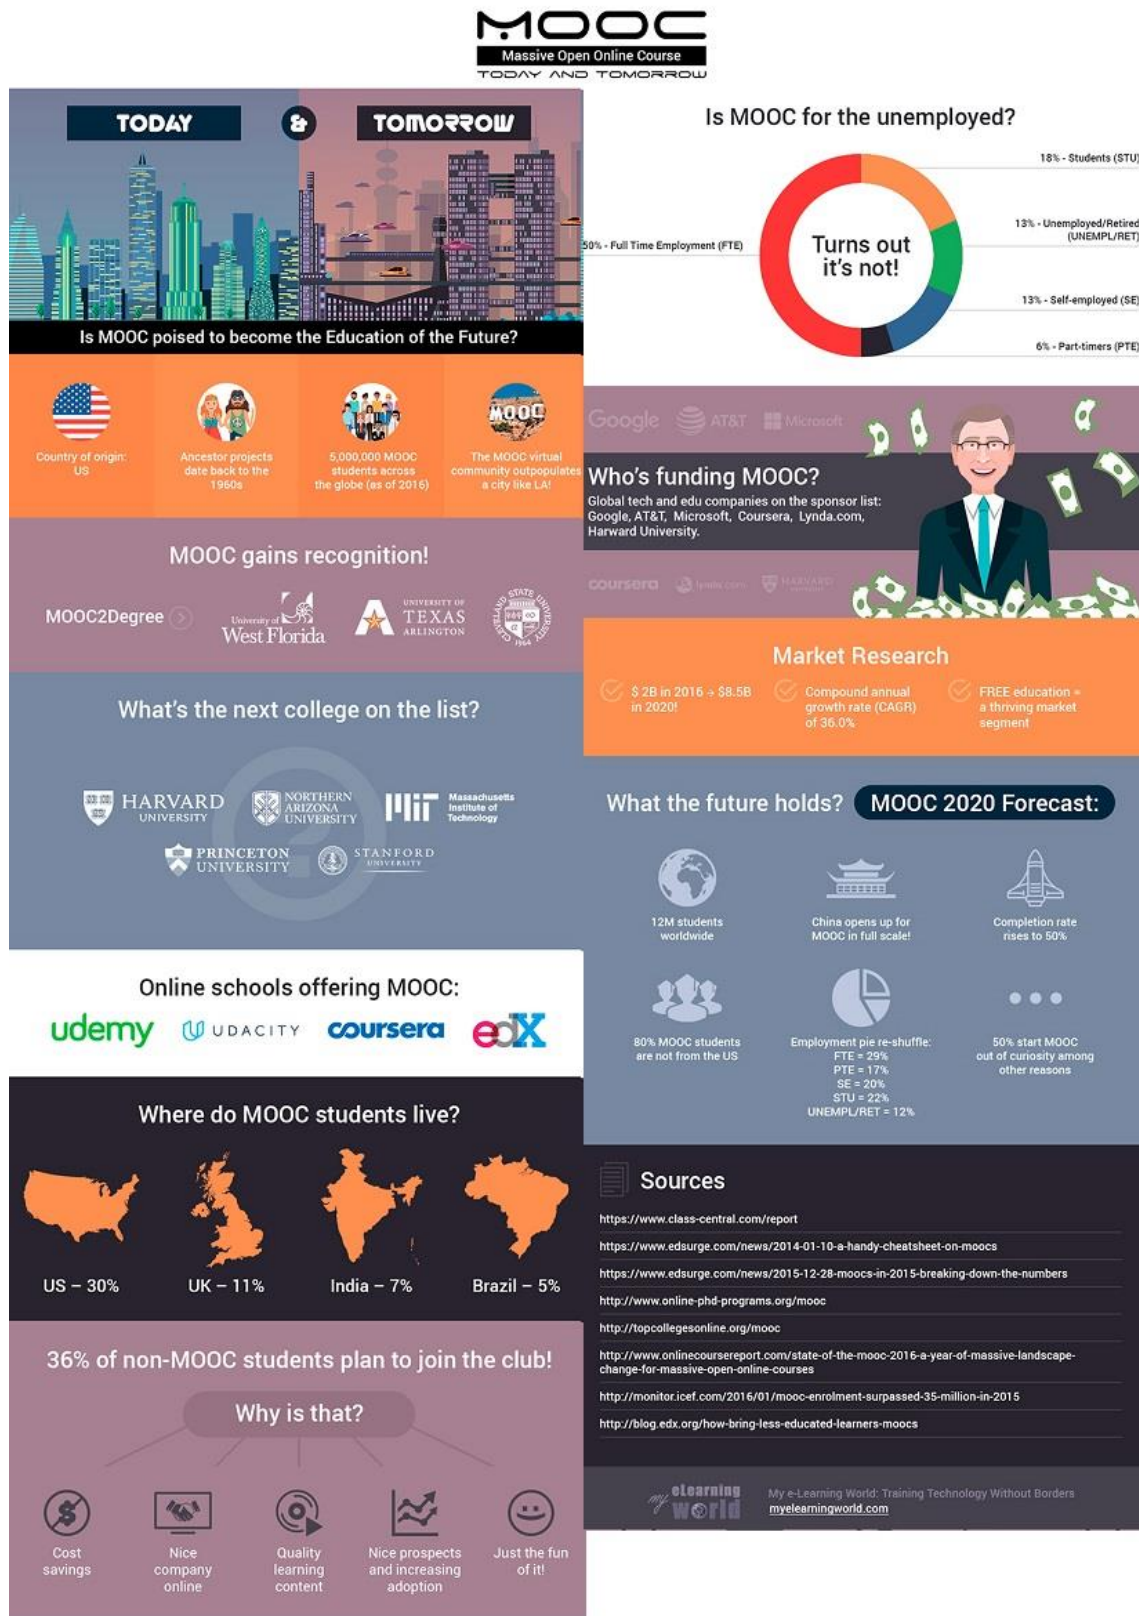 MOOC
Massive Open Online Course
TODAY AND TOMORROW
TODAY
&
TOMORROW
Is MOOC poised to become the Education of the Future?
Country of origin:
US
Ancestor projects
date back to the
1960s
5,000,000 MOOC
students across
the globe (as of 2016)
MOOC
The MOOC virtual
community outpopulates
a city like LA!
MOOC gains recognition!
MOOC2Degree
University of
West Florida
UNIVERSITY OF
TEXAS
ARLINGTON
CLEVELAND STATE UNIVERSITY
1964
What's the next college on the list?
HARVARD
UNIVERSITY
NORTHERN
ARIZONA
UNIVERSITY
MIT
Massachusetts
Institute of
Technology
PRINCETON
UNIVERSITY
STANFORD
UNIVERSITY
Online schools offering MOOC:
udemy
UDACITY
coursera
edX
Where do MOOC students live?
US – 30%
UK – 11%
India – 7%
Brazil – 5%
36% of non-MOOC students plan to join the club!
Why is that?
Cost
savings
Nice
company
online
Quality
learning
content
Nice prospects
and increasing
adoption
Just the fun
of it!
Is MOOC for the unemployed?
18% - Students (STU)
13% - Unemployed/Retired
(UNEMPL/RET)
50% - Full Time Employment (FTE)
Turns out
it's not!
13% - Self-employed (SE)
6% - Part-timers (PTE)
Google
AT&T
Microsoft
Who's funding MOOC?
Global tech and edu companies on the sponsor list:
Google, AT&T, Microsoft, Coursera, Lynda.com,
Harward University.
coursera
lynda.com
HARVARD
UNIVERSITY
Market Research
$ 2B in 2016 → $8.5B
in 2020!
Compound annual
growth rate (CAGR)
of 36.0%
FREE education =
a thriving market
segment
What the future holds?
MOOC 2020 Forecast:
12M students
worldwide
China opens up for
MOOC in full scale!
Completion rate
rises to 50%
80% MOOC students
are not from the US
Employment pie re-shuffle:
FTE = 29%
PTE = 17%
SE = 20%
STU = 22%
UNEMPL/RET = 12%
50% start MOOC
out of curiosity among
other reasons
Sources
https://www.class-central.com/report
https://www.edsurge.com/news/2014-01-10-a-handy-cheatsheet-on-moocs
https://www.edsurge.com/news/2015-12-28-moocs-in-2015-breaking-down-the-numbers
http://www.online-phd-programs.org/mooc
http://topcollegesonline.org/mooc
http://www.onlinecoursereport.com/state-of-the-mooc-2016-a-year-of-massive-landscape-
change-for-massive-open-online-courses
http://monitor.icef.com/2016/01/mooc-enrolment-surpassed-35-million-in-2015
http://blog.edx.org/how-bring-less-educated-learners-moocs
my eLearning
world
My e-Learning World: Training Technology Without Borders
myelearningworld.com